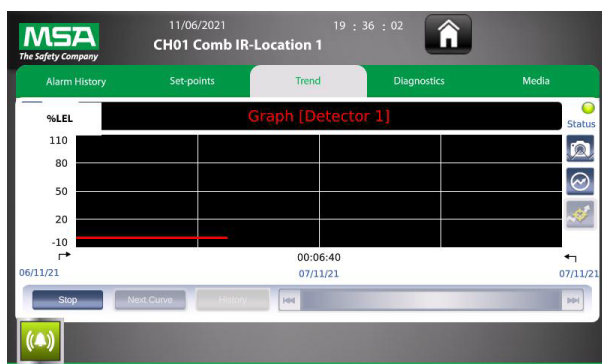 11/06/2021 19 : 36 : 02
MSA
The Safety Company
CH01 Comb IR-Location 1
Alarm History Set-points Trend Diagnostics Media
%LEL
Graph [Detector 1]
Status
110
80
50
20
-10
00:06:40
06/11/21 07/11/21 07/11/21
Stop Next Curve History